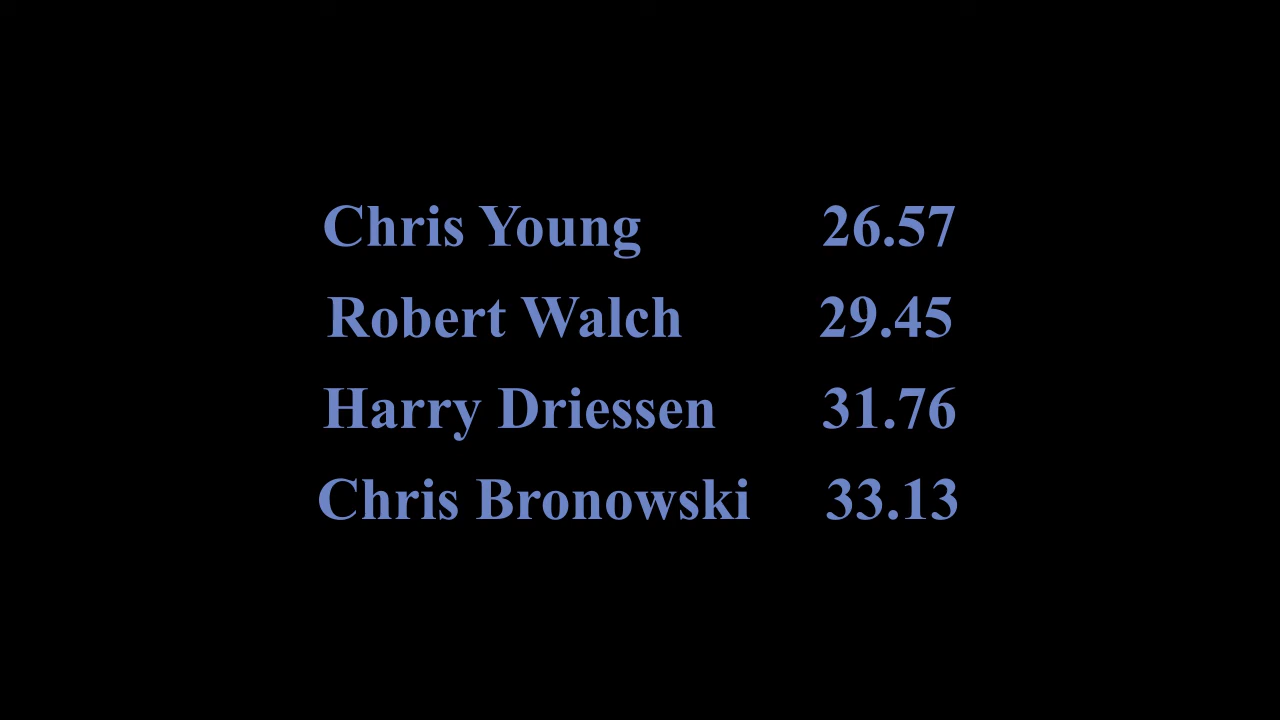 Chris Young 26.57
Robert Walch 29.45
Harry Driessen 31.76
Chris Bronowski 33.13